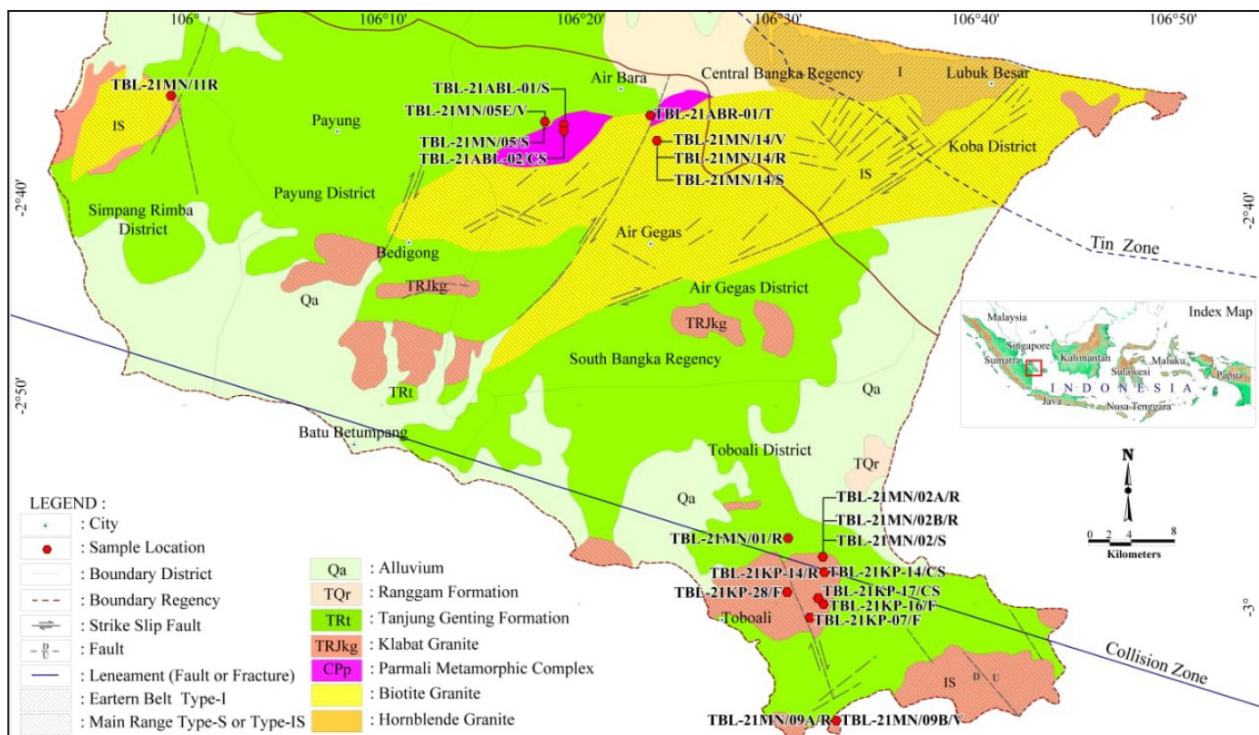 106°
106°10'
106°20'
106°30'
106°40'
106°50'
TBL-21MN/11R
TBL-21ABL-01/S
TBL-21MN/05E/V
TBL-21MN/05/S
TBL-21ABL-02/CS
Air Bara
Central Bangka Regency
I
Lubuk Besar
TBL-21ABR-01/T
IS
Payung
TBL-21MN/14/V
TBL-21MN/14/R
TBL-21MN/14/S
Koba District
IS
-2°40'
Payung District
Simpang Rimba
District
-2°40'
Air Gegas
Bedigong
Tin Zone
TRJkg
Qa
Air Gegas District
TRJkg
Index Map
Malaysia
Singapore
Sumatra
Kalimantan
Sulawesi
Maluku
Papua
INDONESIA
Java
Nusa Tenggara
South Bangka Regency
-2°50'
TRt
Qa
Batu Betumpang
Toboali District
TQr
Qa
N
8 4 0 8
Kilometers
TBL-21MN/02A/R
TBL-21MN/02B/R
TBL-21MN/02/S
TBL-21MN/01/R
TBL-21KP-14/R
TBL-21KP-14/CS
TBL-21KP-28/F
TBL-21KP-17/CS
TBL-21KP-16/F
TBL-21KP-07/F
Toboali
-3°
Collision Zone
IS
D U
TBL-21MN/09A/R
TBL-21MN/09B/V
LEGEND :
: City
: Sample Location
: Boundary District
: Boundary Regency
: Strike Slip Fault
D
U
: Fault
: Leneament (Fault or Fracture)
: Eartern Belt Type-I
: Main Range Type-S or Type-IS
Qa : Alluvium
TQr : Ranggam Formation
TRt : Tanjung Genting Formation
TRJkg : Klabat Granite
CPp : Parmali Metamorphic Complex
: Biotite Granite
: Hornblende Granite